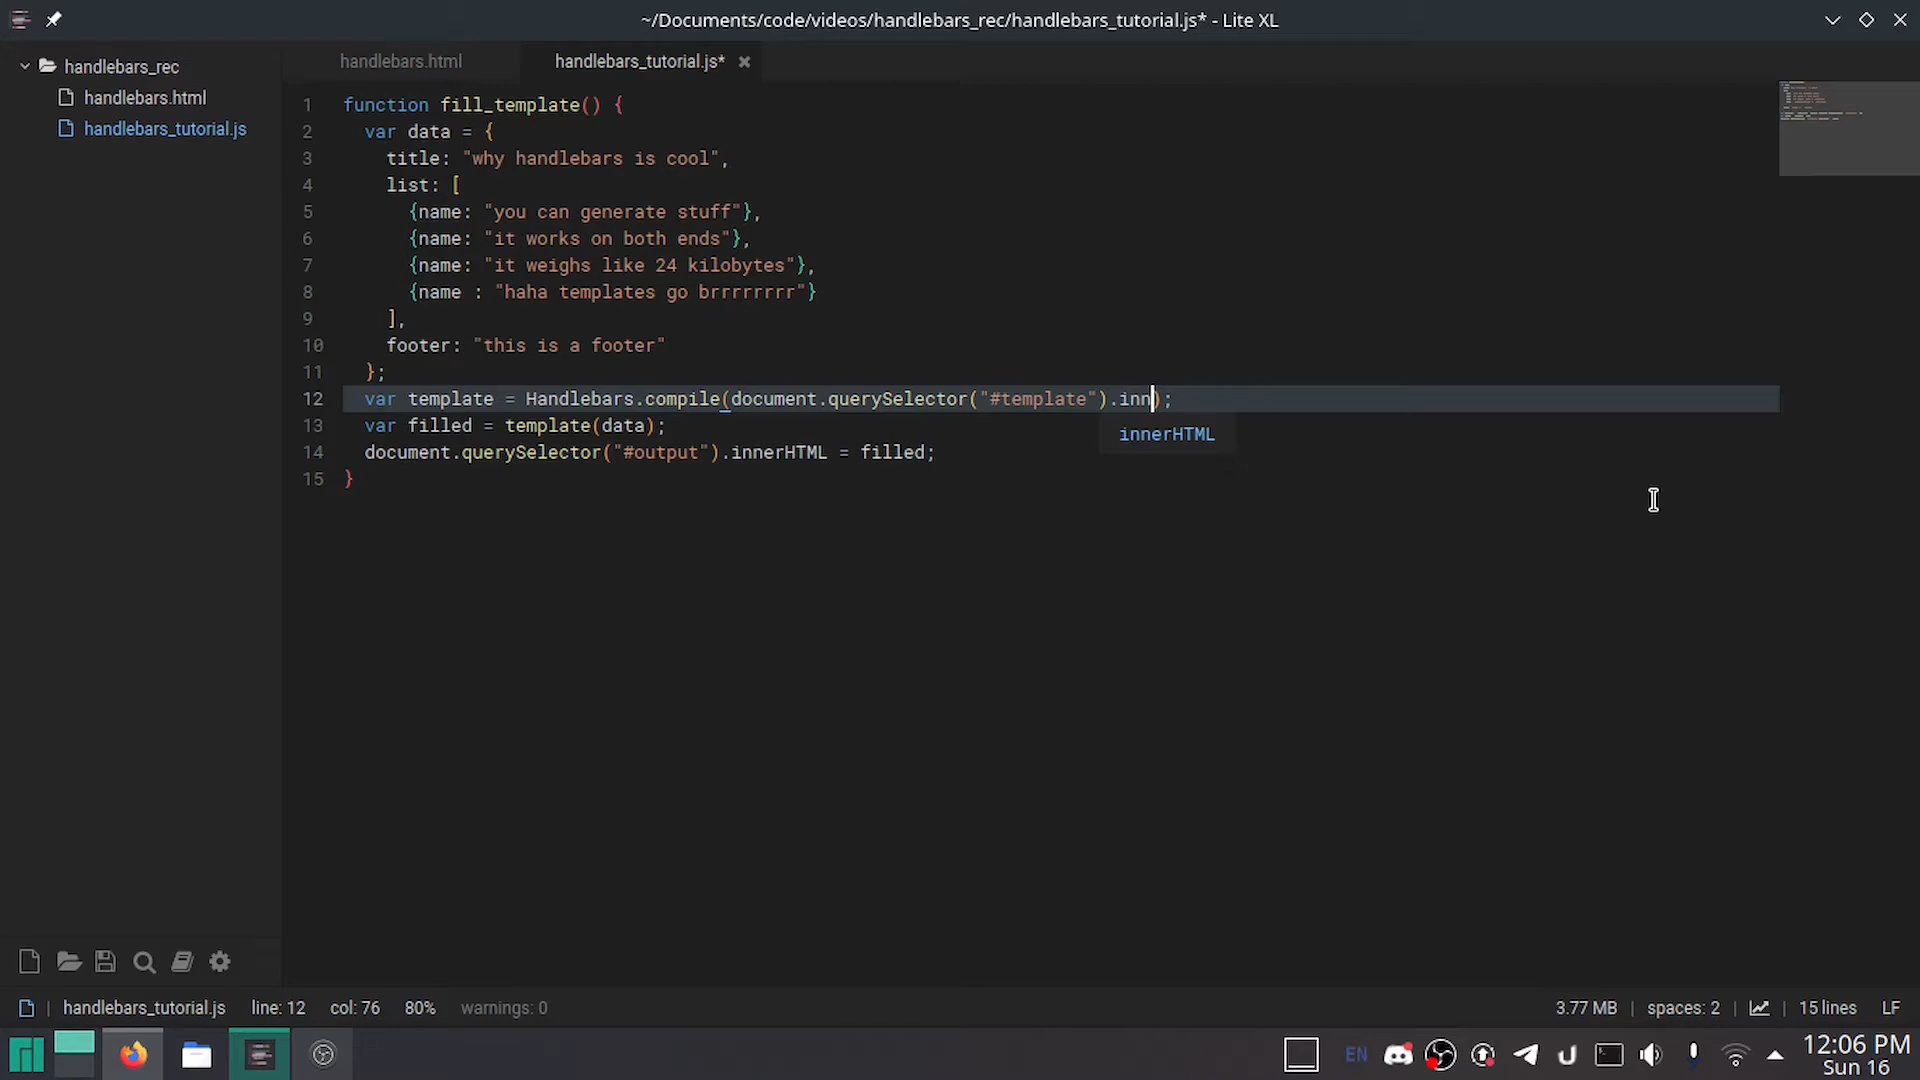 ~/Documents/code/videos/handlebars_rec/handlebars_tutorial.js* - Lite XL
handlebars_rec
handlebars.html
handlebars_tutorial.js
handlebars.html
handlebars_tutorial.js*
1 function fill_template() {
2 var data = {
3 title: "why handlebars is cool",
4 list: [
5 {name: "you can generate stuff"},
6 {name: "it works on both ends"},
7 {name: "it weighs like 24 kilobytes"},
8 {name : "haha templates go brrrrrrrr"}
9 ],
10 footer: "this is a footer"
11 };
12 var template = Handlebars.compile(document.querySelector("#template").inn);
innerHTML
13 var filled = template(data);
14 document.querySelector("#output").innerHTML = filled;
15 }
handlebars_tutorial.js line: 12 col: 76 80% warnings: 0
3.77 MB spaces: 2 15 lines LF
EN
12:06 PM
Sun 16